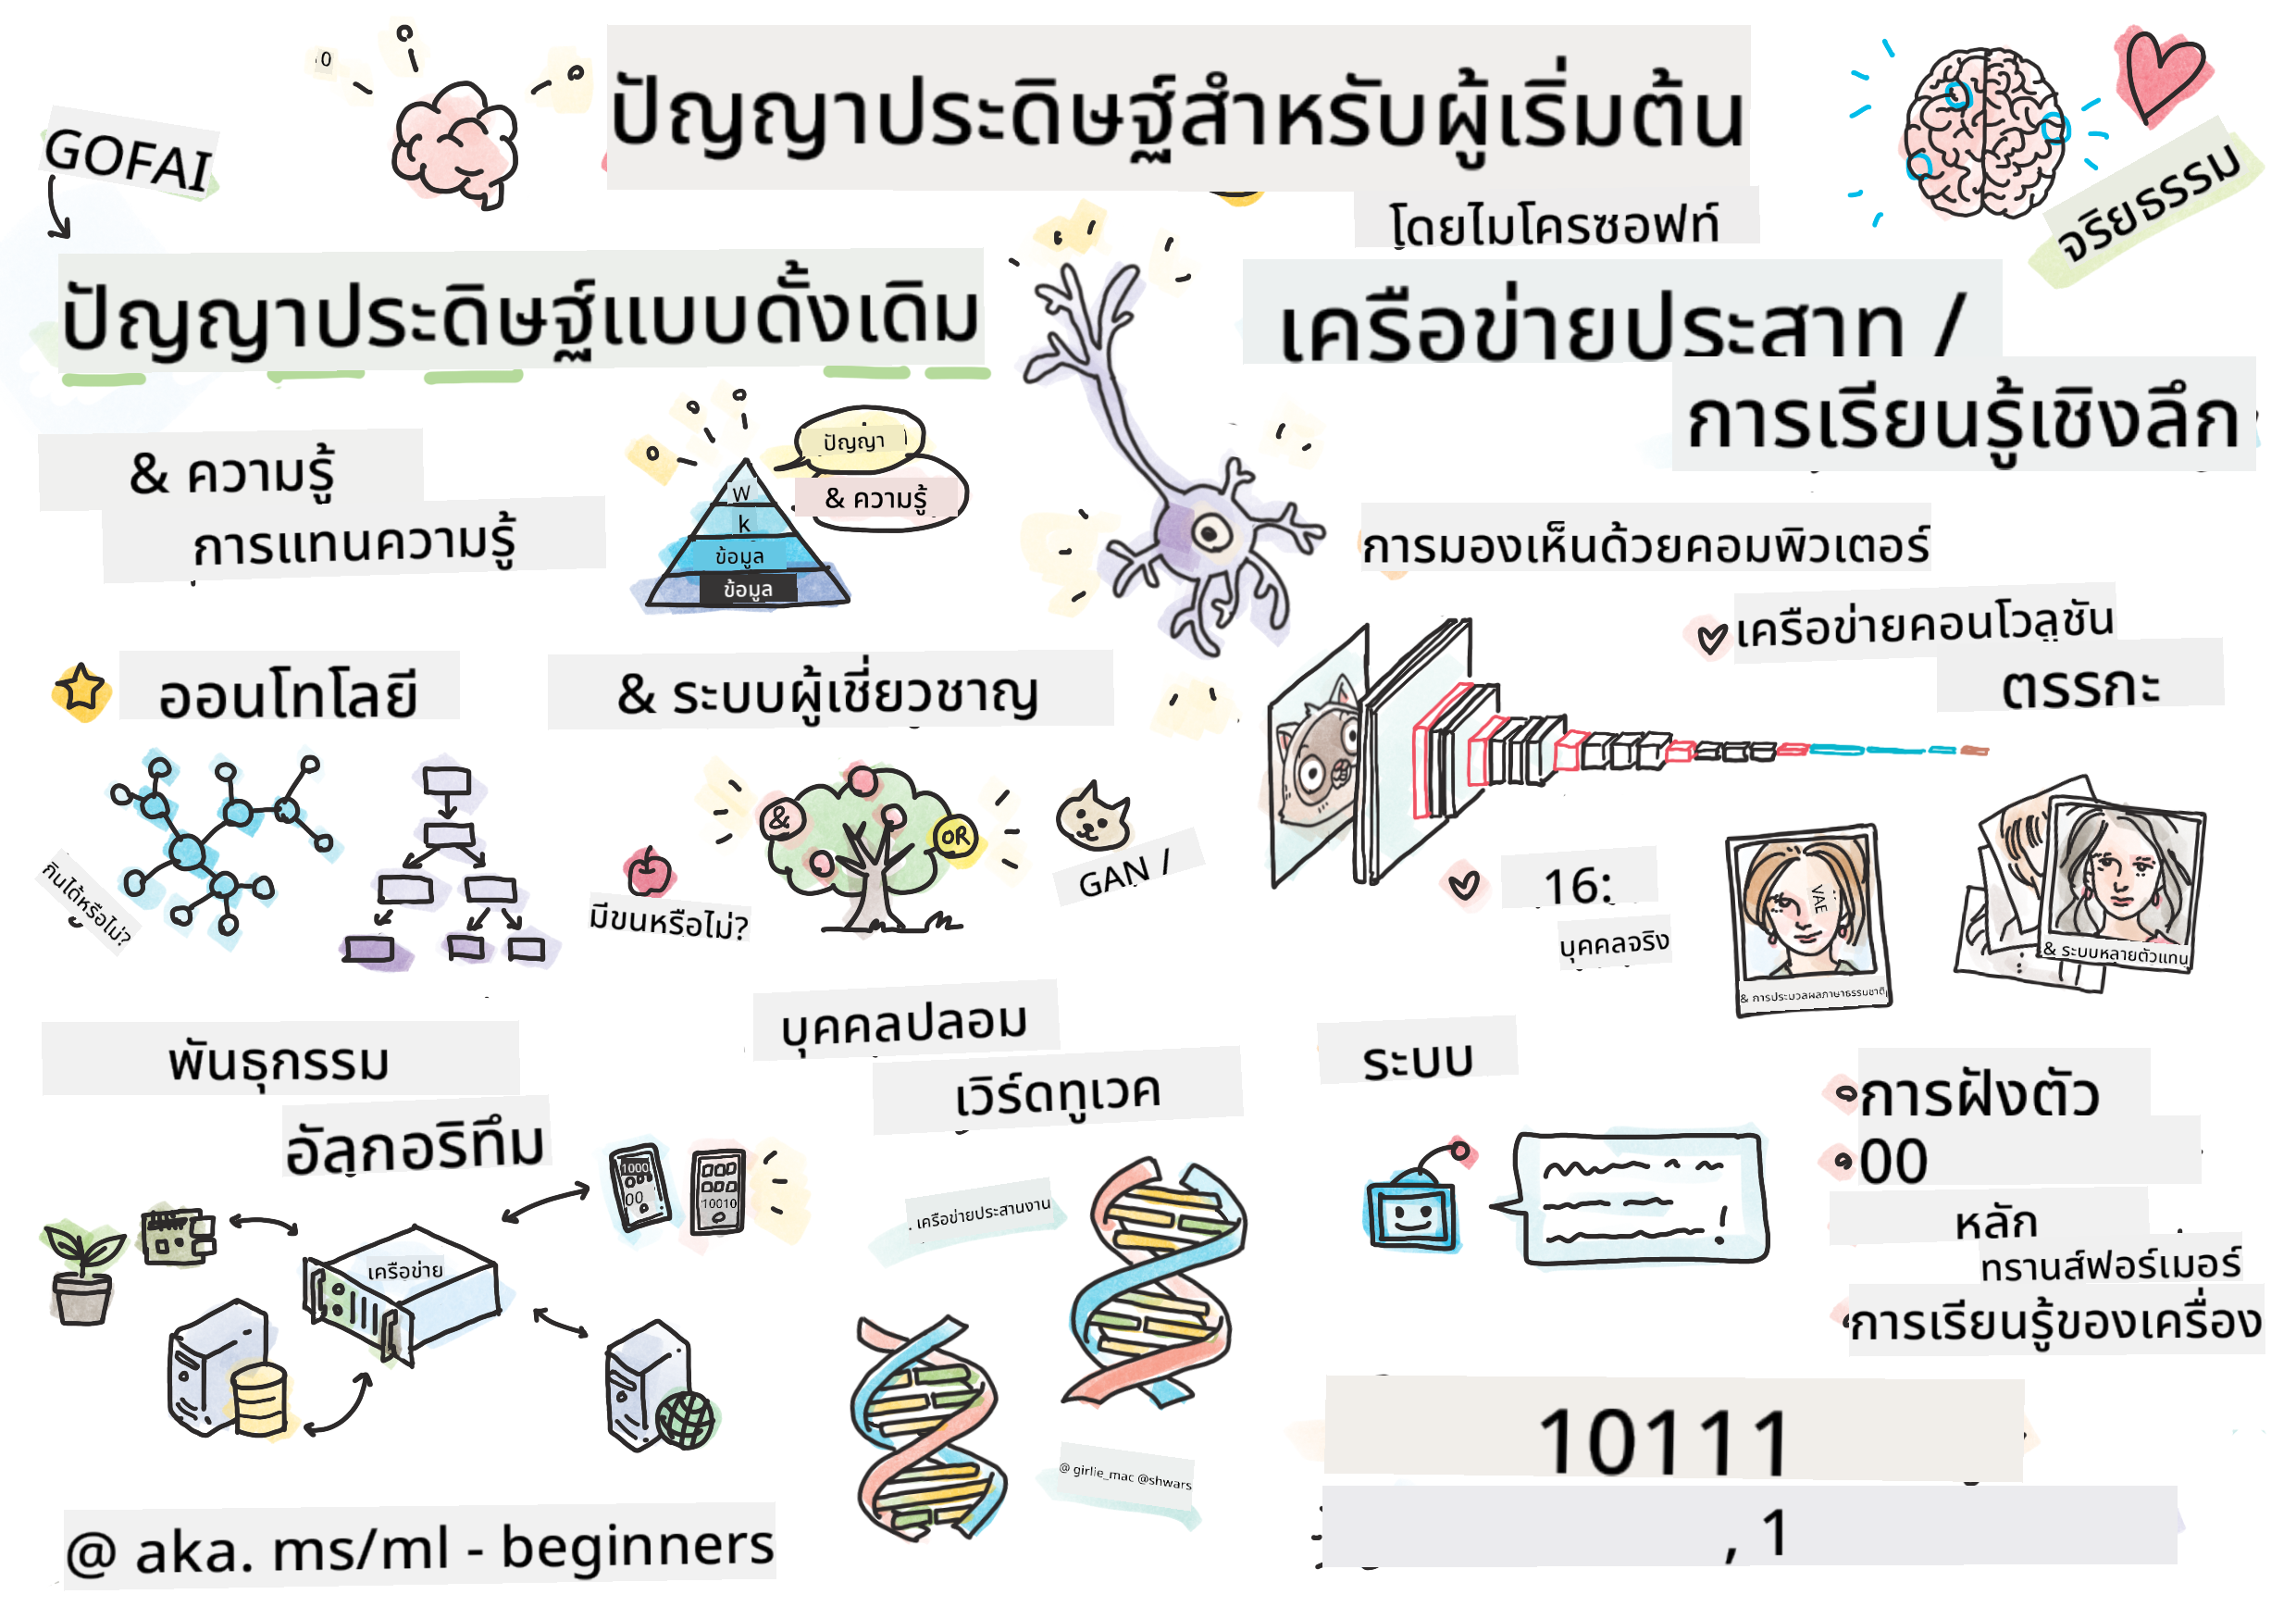 ปัญญาประดิษฐ์สำหรับผู้เริ่มต้น
โดยไมโครซอฟท์
จริยธรรม
GOFAI
ปัญญาประดิษฐ์แบบดั้งเดิม
เครือข่ายประสาท /
การเรียนรู้เชิงลึก
& ความรู้
การแทนความรู้
ปัญญา
& ความรู้
W
k
ข้อมูล
ข้อมูล
การมองเห็นด้วยคอมพิวเตอร์
เครือข่ายคอนโวลูชัน
ตรรกะ
ออนโทโลยี
& ระบบผู้เชี่ยวชาญ
&
OR
กินได้หรือไม่?
มีขนหรือไม่?
GAN /
16:
บุคคลจริง
VAE
& การประมวลผลภาษาธรรมชาติ
& ระบบหลายตัวแทน
พันธุกรรม
อัลกอริทึม
บุคคลปลอม
เวิร์ดทูเวค
ระบบ
การฝังตัว
00
หลัก
ทรานส์ฟอร์เมอร์
การเรียนรู้ของเครื่อง
1000
00
10010
เครือข่ายประสานงาน
เครือข่าย
10111
, 1
@ girlie_mac @shwars
@ aka. ms/ml - beginners